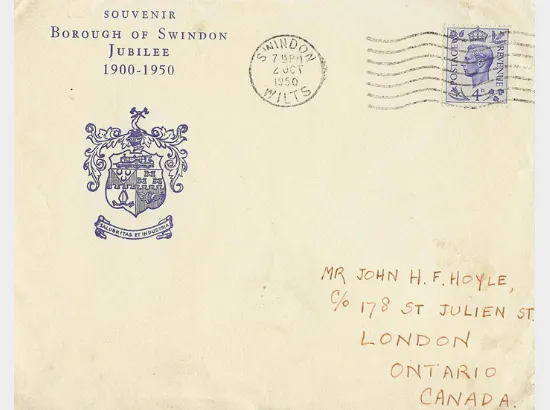 SOUVENIR
BOROUGH OF SWINDON
JUBILEE
1900-1950
SALUBRITAS ET INDUSTRIA
SWINDON
7 15 PM
2 OCT
1950
WILTS
POSTAGE
REVENUE
4D
MR JOHN H. F. HOYLE,
C/O 178 ST JULIEN ST.
LONDON
ONTARIO
CANADA.